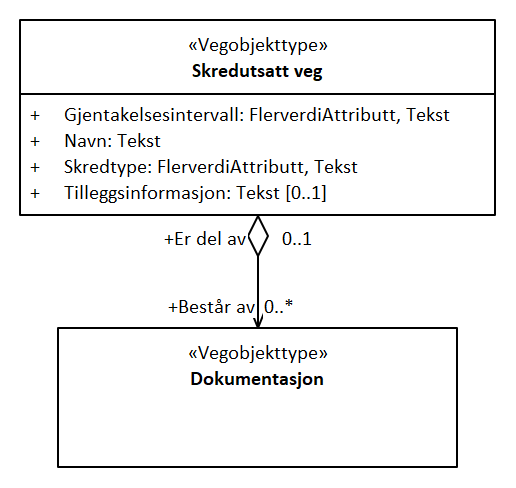 «Vegobjekttype»
Skredutsatt veg
+ Gjentakelsesintervall: FlerverdiAttributt, Tekst
+ Navn: Tekst
+ Skredtype: FlerverdiAttributt, Tekst
+ Tilleggsinformasjon: Tekst [0..1]
+Er del av 0..1
+Består av 0..*
«Vegobjekttype»
Dokumentasjon